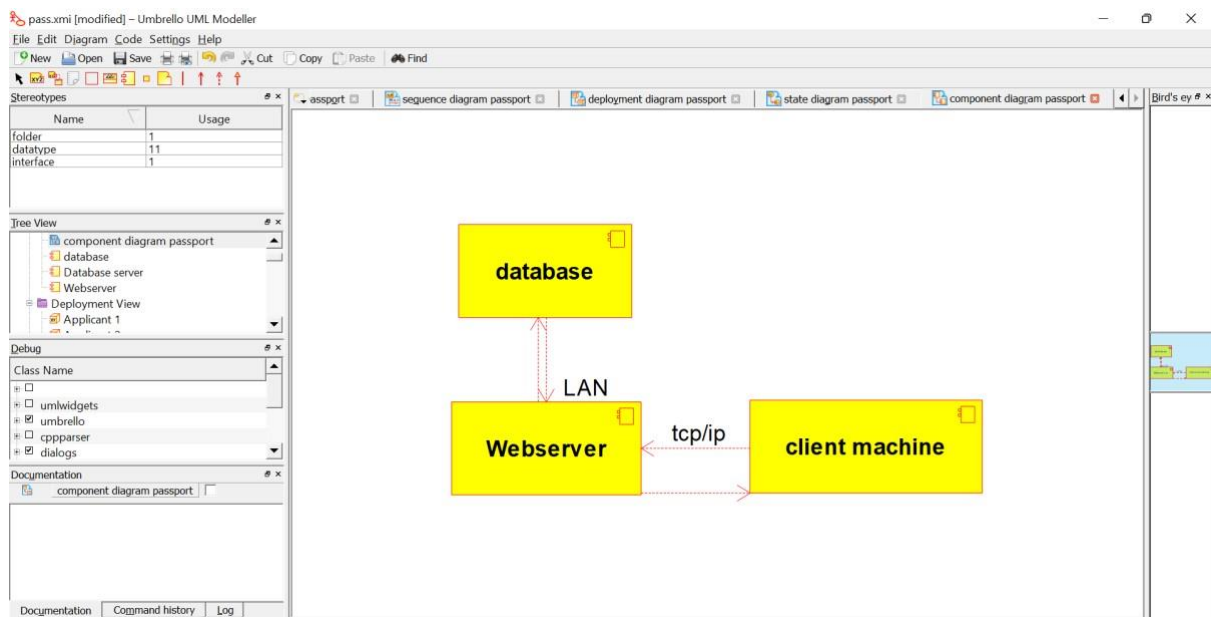 pass.xmi [modified] – Umbrello UML Modeller
File Edit Diagram Code Settings Help
New Open Save Cut Copy Paste Find
Stereotypes
Name Usage
folder 1
datatype 11
interface 1
assport sequence diagram passport deployment diagram passport state diagram passport component diagram passport
Bird's ey
Tree View
component diagram passport
database
Database server
Webserver
Deployment View
Applicant 1
Debug
Class Name
umlwidgets
umbrello
cppparser
dialogs
Documentation
component diagram passport
Documentation Command history Log
database
LAN
Webserver
tcp/ip
client machine